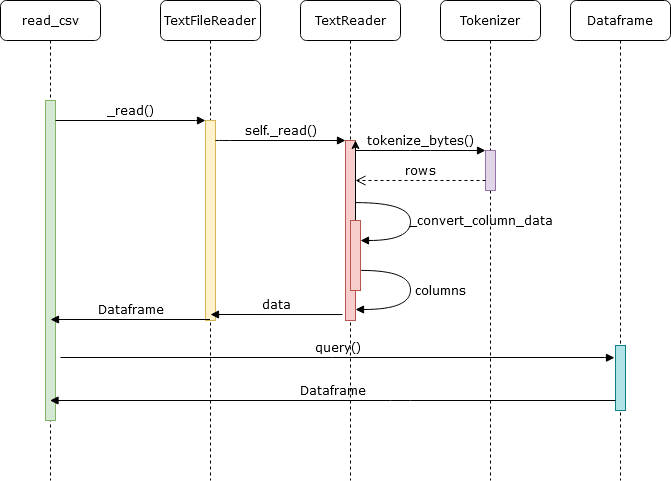 read_csv
TextFileReader
TextReader
Tokenizer
Dataframe
_read()
self._read()
tokenize_bytes()
rows
_convert_column_data
columns
data
Dataframe
query()
Dataframe